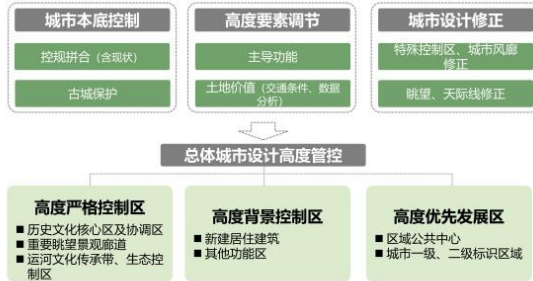 城市本底控制
高度要素调节
城市设计修正
控规拼合（含现状）
古城保护
主导功能
土地价值（交通条件、数据
分析）
特殊控制区、城市风廊
修正
眺望、天际线修正
总体城市设计高度管控
高度严格控制区
■ 历史文化核心区及协调区
■ 重要眺望景观廊道
■ 运河文化传承带、生态控
制区
高度背景控制区
■ 新建居住建筑
■ 其他功能区
高度优先发展区
■ 区域公共中心
■ 城市一级、二级标识区域